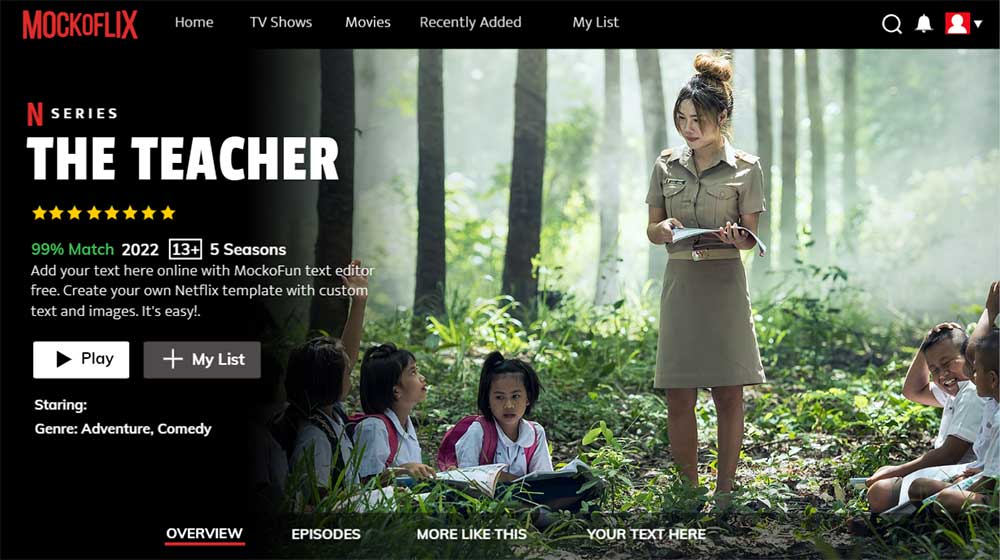 MOCKOFLIX
Home TV Shows Movies Recently Added My List
N SERIES
THE TEACHER
99% Match 2022 13+ 5 Seasons
Add your text here online with MockoFun text editor
free. Create your own Netflix template with custom
text and images. It's easy!.
Play + My List
Staring:
Genre: Adventure, Comedy
OVERVIEW EPISODES MORE LIKE THIS YOUR TEXT HERE